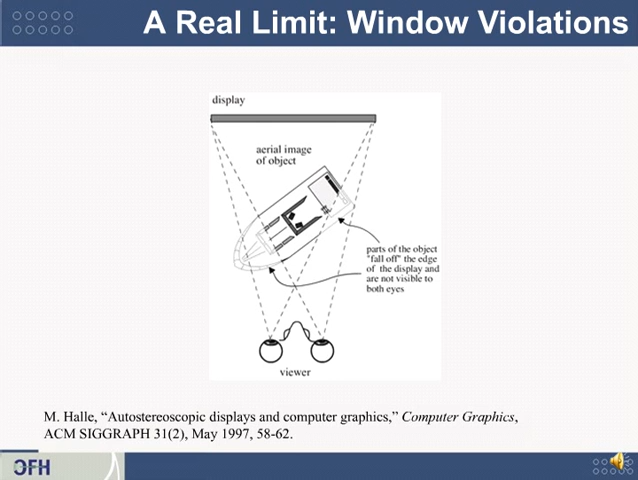 A Real Limit: Window Violations
display
aerial image
of object
parts of the object
"fall off" the edge
of the display and
are not visible to
both eyes
viewer
M. Halle, “Autostereoscopic displays and computer graphics,” Computer Graphics,
ACM SIGGRAPH 31(2), May 1997, 58-62.